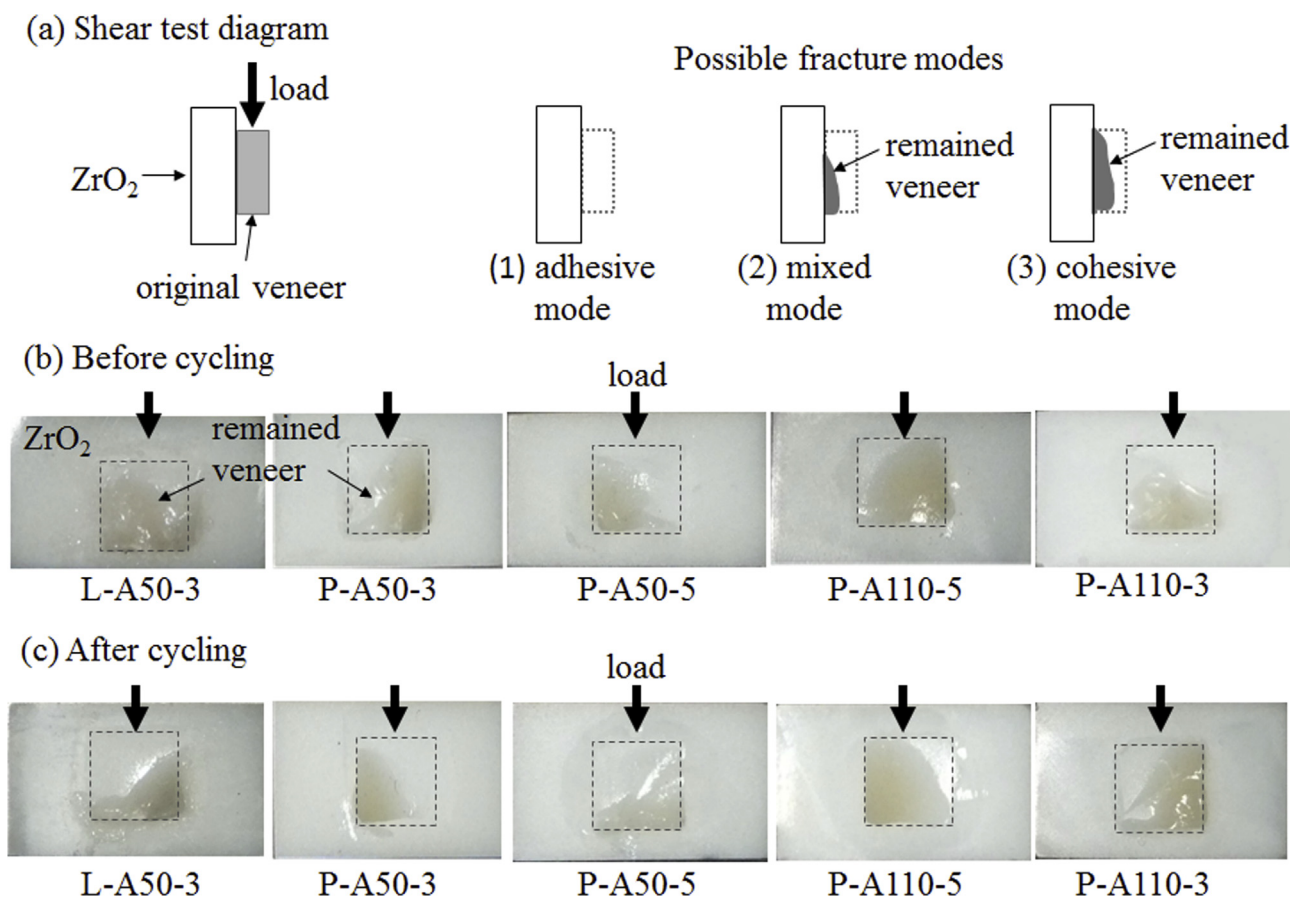 (a) Shear test diagram
load
ZrO2
original veneer
Possible fracture modes
remained
veneer
remained
veneer
(1) adhesive
mode
(2) mixed
mode
(3) cohesive
mode
(b) Before cycling
load
ZrO2
remained
veneer
L-A50-3
P-A50-3
P-A50-5
P-A110-5
P-A110-3
(c) After cycling
load
L-A50-3
P-A50-3
P-A50-5
P-A110-5
P-A110-3